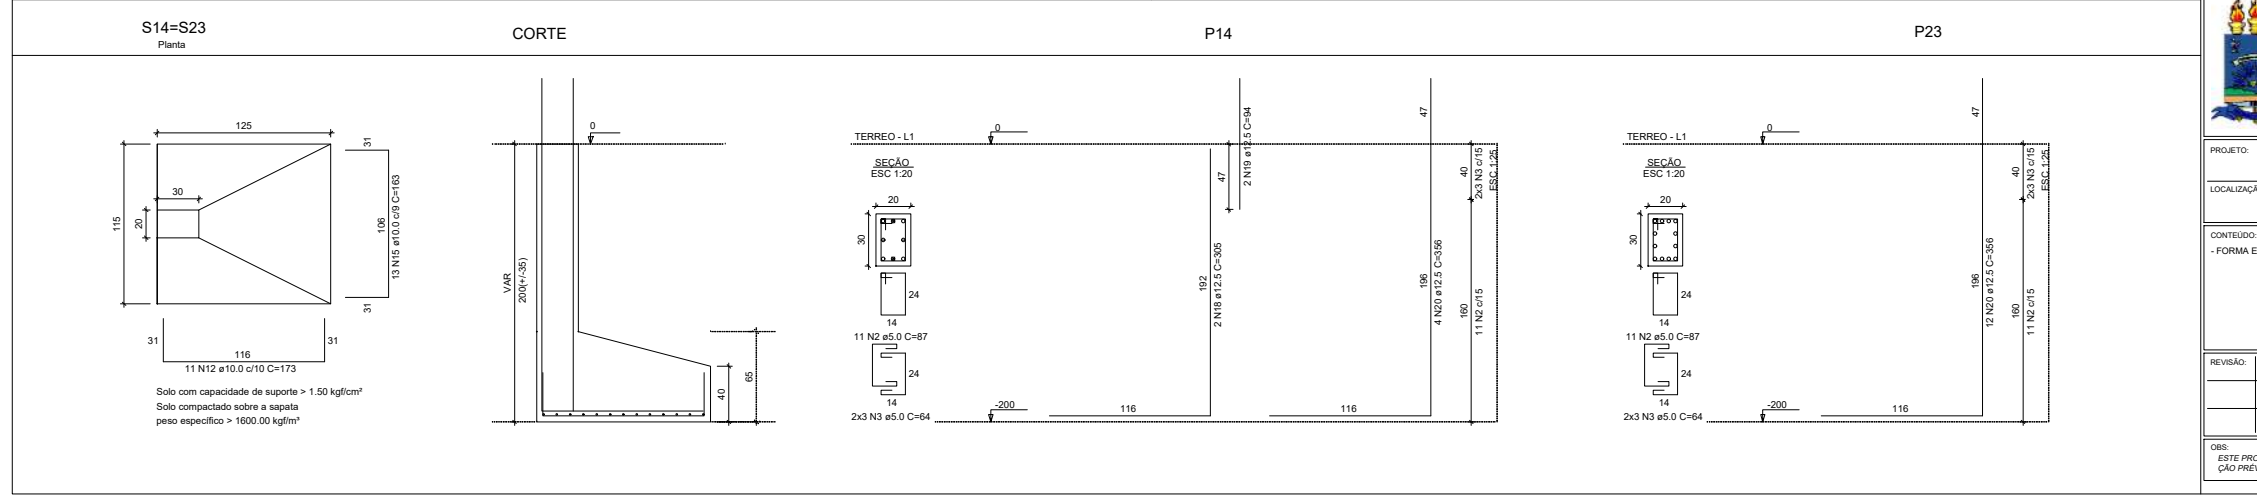 S14=S23
Planta
CORTE
P14
P23
125
30
115
20
31
106
31
13 N15 ø10.0 c/9 C=163
31
31
116
11 N12 ø10.0 c/10 C=173
Solo com capacidade de suporte > 1.50 kgf/cm²
Solo compactado sobre a sapata
peso específico > 1600.00 kgf/m³
0
VAR
200(+/-35)
40
65
TERREO - L1
0
SEÇÃO
ESC 1:20
20
30
24
14
11 N2 ø5.0 C=87
24
14
2x3 N3 ø5.0 C=64
-200
116
192
2 N18 ø12.5 C=305
47
2 N19 ø12.5 C=94
116
47
196
4 N20 ø12.5 C=356
40
2x3 N3 c/15
160
11 N2 c/15
ESC 1:25
TERREO - L1
0
SEÇÃO
ESC 1:20
20
30
24
14
11 N2 ø5.0 C=87
24
14
2x3 N3 ø5.0 C=64
-200
116
47
196
12 N20 ø12.5 C=356
40
2x3 N3 c/15
160
11 N2 c/15
ESC 1:25
PROJETO:
LOCALIZAÇÃ
CONTEÚDO:
- FORMA E
REVISÃO:
OBS:
ESTE PRO
ÇÃO PRÉV